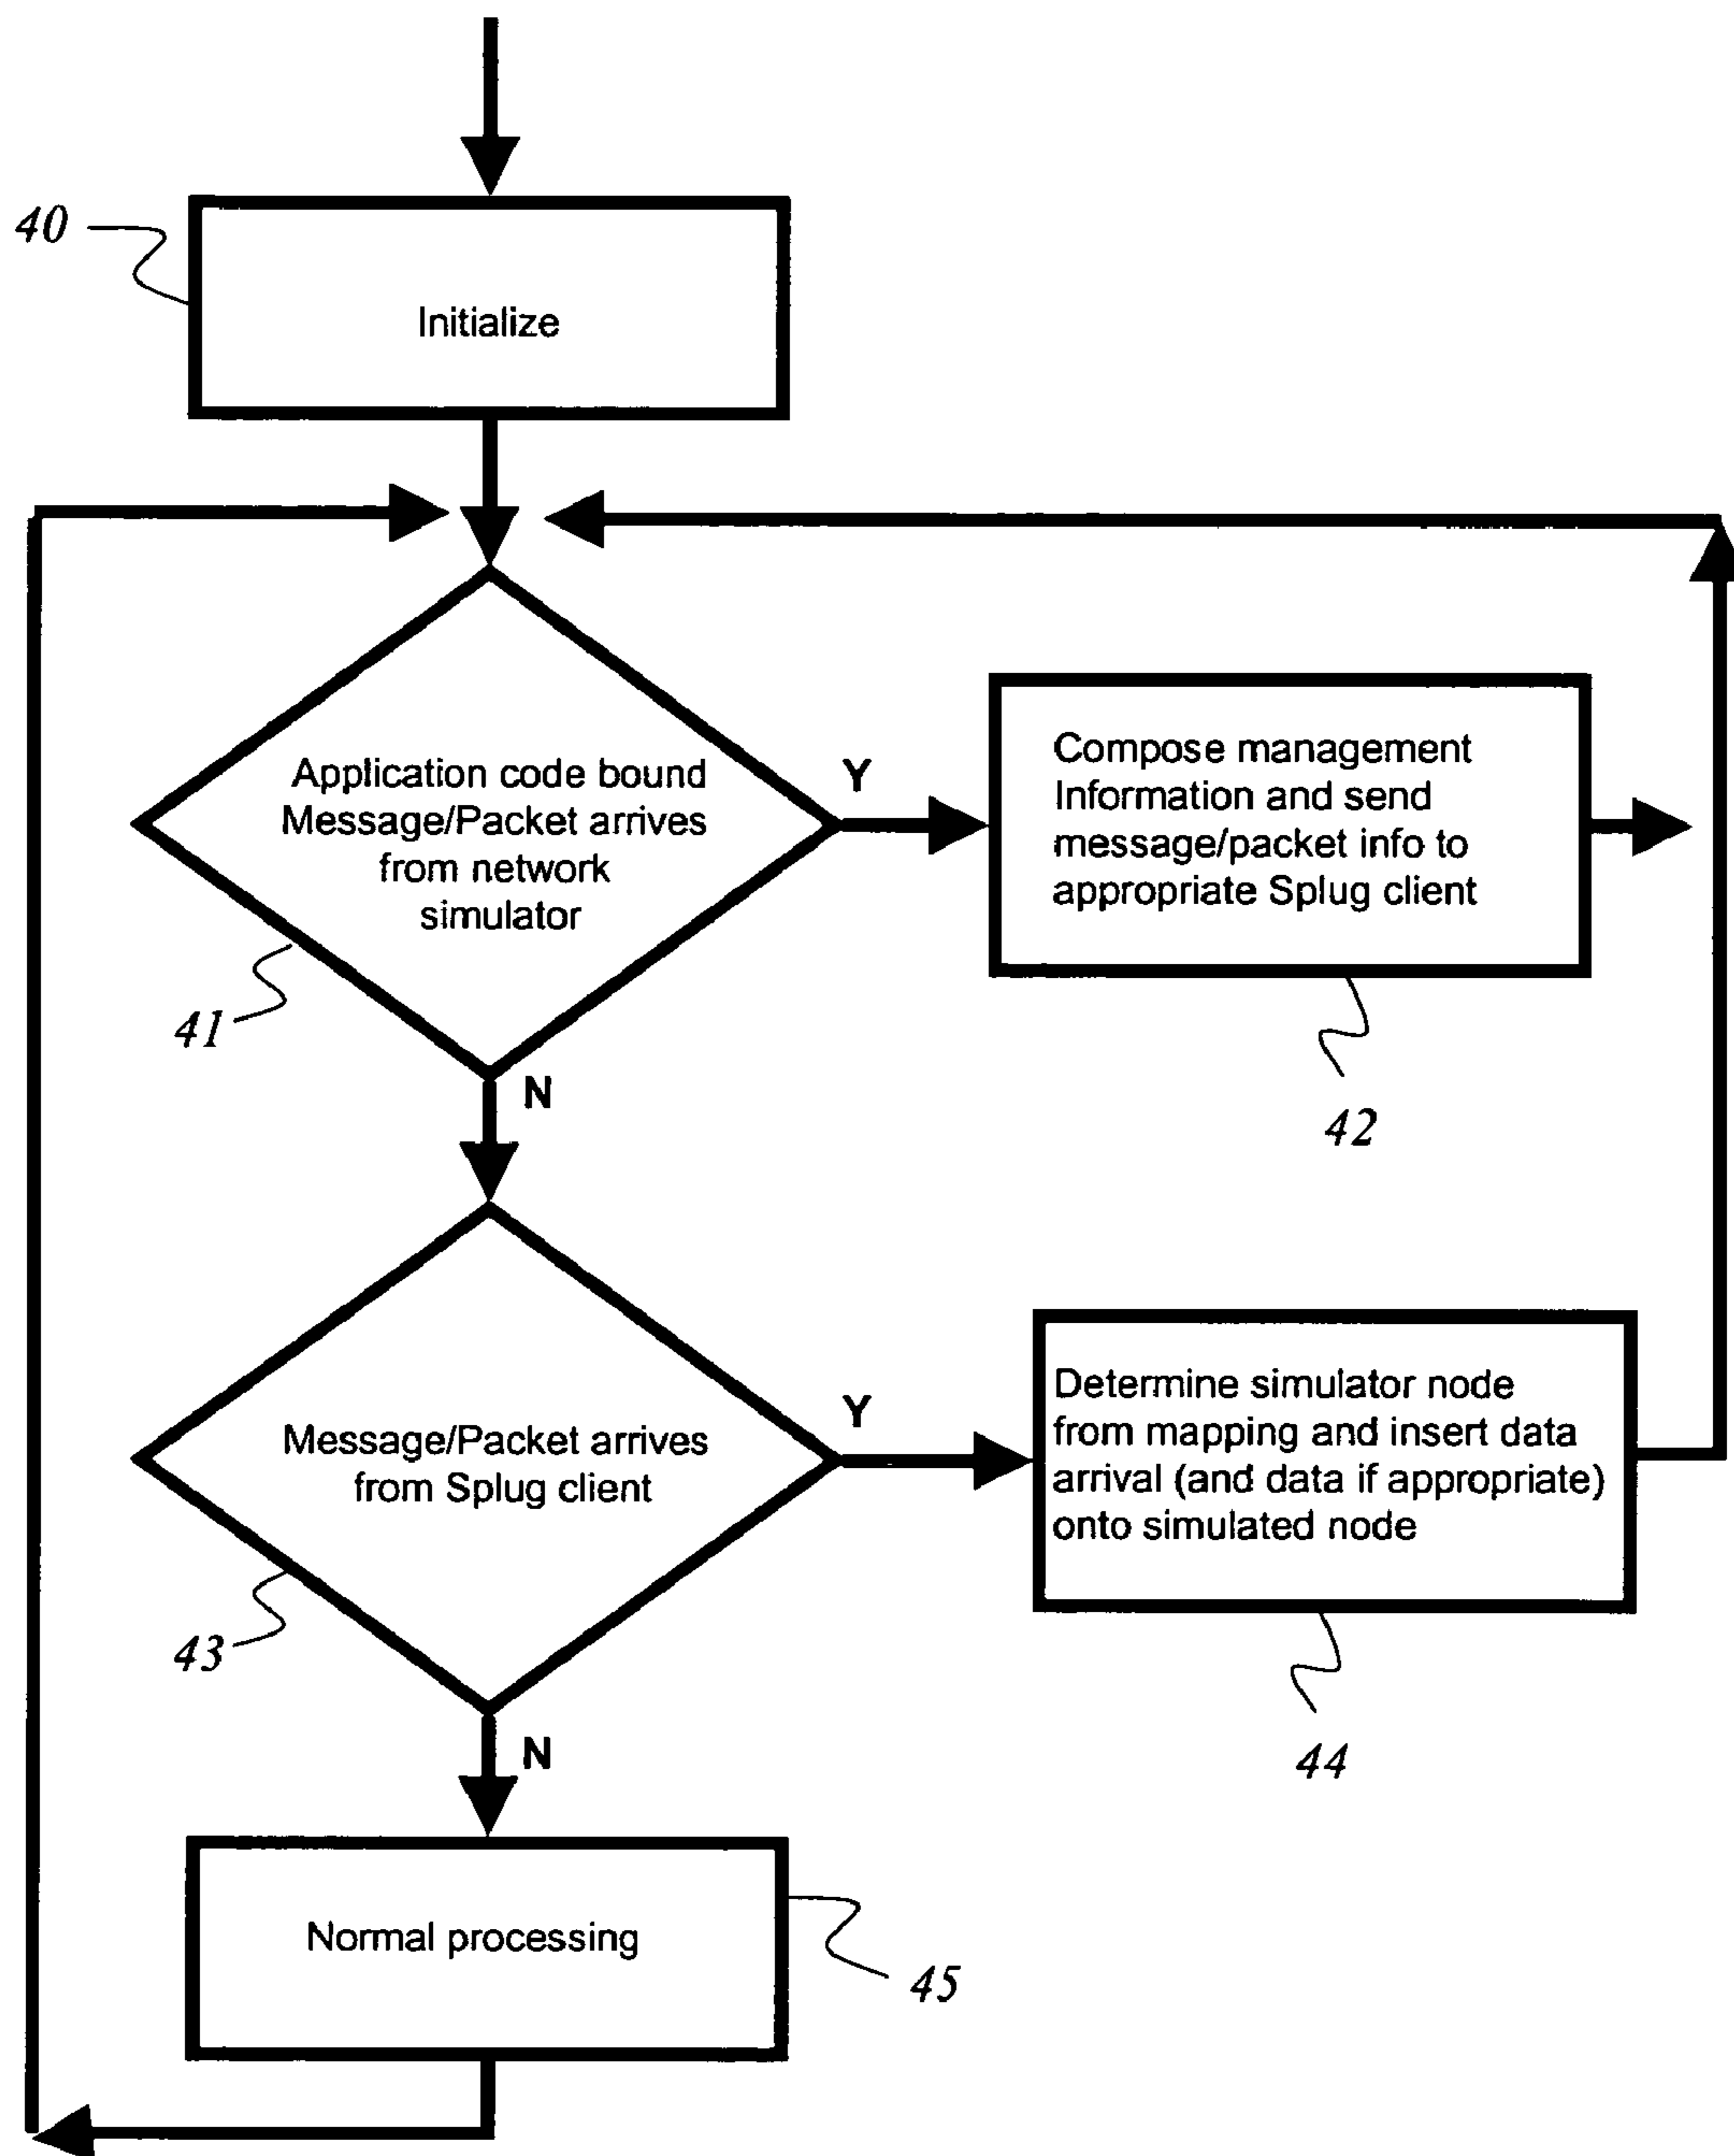 40
Initialize
Application code bound
Message/Packet arrives
from network
simulator
41
Y
Compose management
Information and send
message/packet info to
appropriate Splug client
42
N
Message/Packet arrives
from Splug client
43
Y
Determine simulator node
from mapping and insert data
arrival (and data if appropriate)
onto simulated node
44
N
Normal processing
45